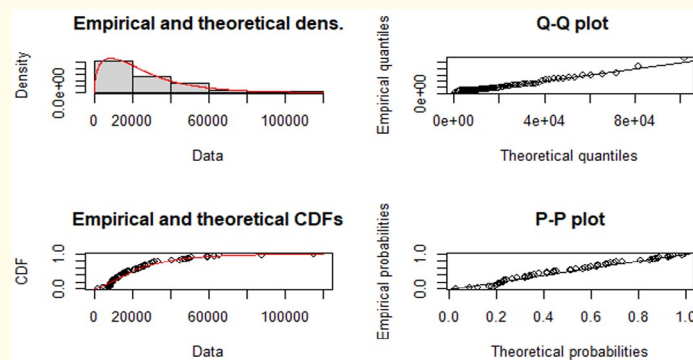 Empirical and theoretical dens.
Density
0.0e+00
0 20000 60000 100000
Data
Q-Q plot
Empirical quantiles
0e+00
0e+00 4e+04 8e+04
Theoretical quantiles
Empirical and theoretical CDFs
CDF
0.0 1.0
0 20000 60000 100000
Data
P-P plot
Empirical probabilities
0.0 1.0
0.0 0.2 0.4 0.6 0.8 1.0
Theoretical probabilities